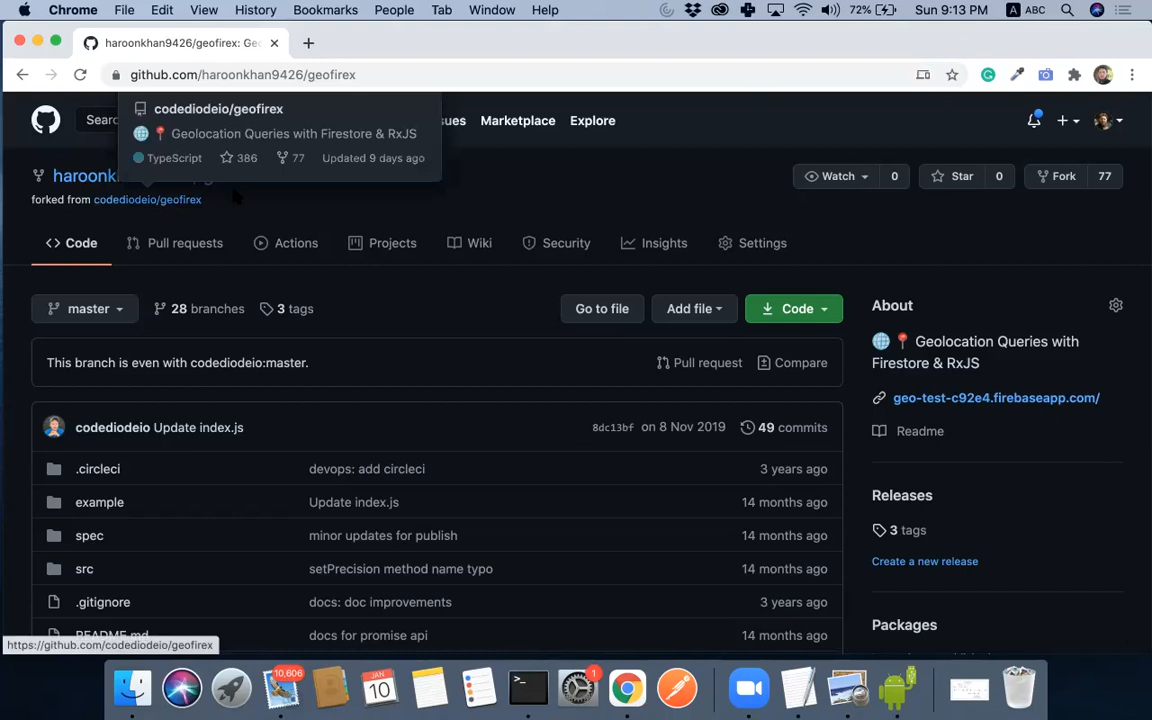 Chrome File Edit View History Bookmarks People Tab Window Help 72% Sun 9:13 PM A ABC
haroonkhan9426/geofirex: Geo
github.com/haroonkhan9426/geofirex
codediodeio/geofirex
Sear ues Marketplace Explore
Geolocation Queries with Firestore & RxJS
TypeScript 386 77 Updated 9 days ago
haroonk
Watch 0 Star 0 Fork 77
forked from codediodeio/geofirex
Code Pull requests Actions Projects Wiki Security Insights Settings
master 28 branches 3 tags Go to file Add file Code
About
Geolocation Queries with
Firestore & RxJS
geo-test-c92e4.firebaseapp.com/
Readme
This branch is even with codediodeio:master. Pull request Compare
codediodeio Update index.js 8dc13bf on 8 Nov 2019 49 commits
.circleci devops: add circleci 3 years ago
example Update index.js 14 months ago
spec minor updates for publish 14 months ago
src setPrecision method name typo 14 months ago
.gitignore docs: doc improvements 3 years ago
README.md docs for promise api 14 months ago
Releases
3 tags
Create a new release
Packages
https://github.com/codediodeio/geofirex
10,606
JAN
10
1